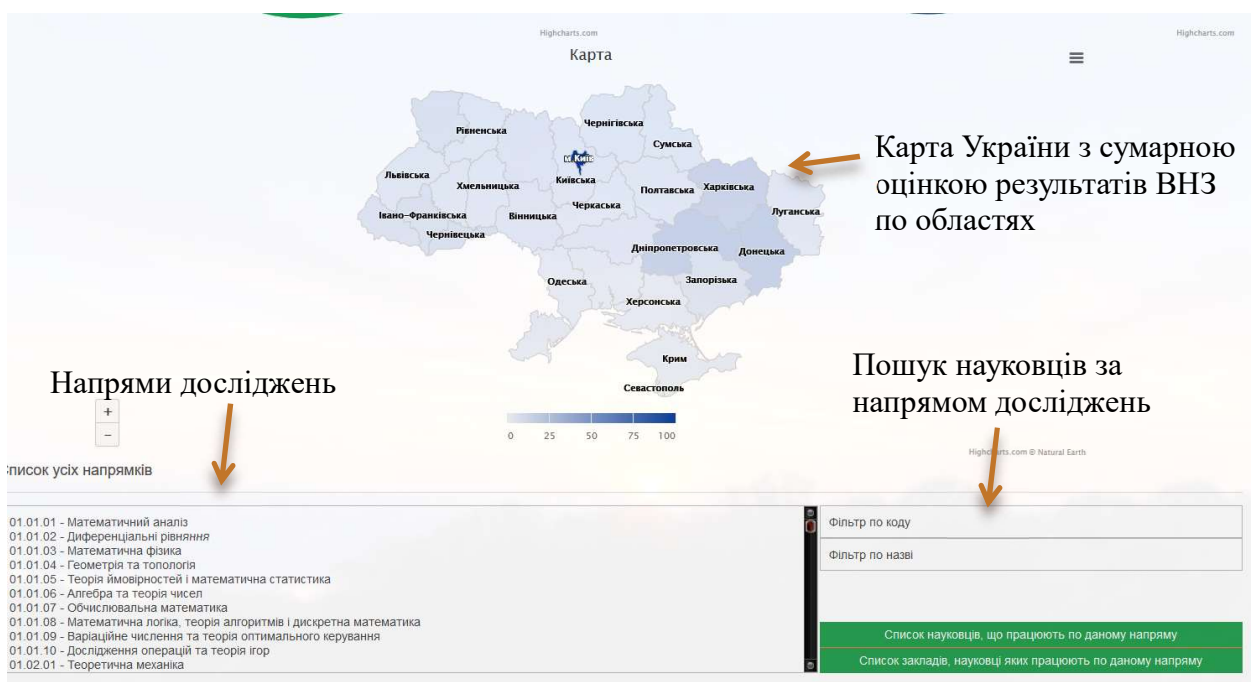 Highcharts.com
Highcharts.com
Карта
Чернігівська
Рівненська
Сумська
м Київ
Львівська
Київська
Хмельницька
Полтавська
Харківська
Черкаська
Луганська
Івано-Франківська
Вінницька
Чернівецька
Дніпропетровська
Донецька
Одеська
Запорізька
Херсонська
Крим
Севастополь
Карта України з сумарною
оцінкою результатів ВНЗ
по областях
Напрями досліджень
Пошук науковців за
напрямом досліджень
+
−
0 25 50 75 100
Highcharts.com © Natural Earth
Список усіх напрямків
01.01.01 - Математичний аналіз
01.01.02 - Диференціальні рівняння
01.01.03 - Математична фізика
01.01.04 - Геометрія та топологія
01.01.05 - Теорія ймовірностей і математична статистика
01.01.06 - Алгебра та теорія чисел
01.01.07 - Обчислювальна математика
01.01.08 - Математична логіка, теорія алгоритмів і дискретна математика
01.01.09 - Варіаційне числення та теорія оптимального керування
01.01.10 - Дослідження операцій та теорія ігор
01.02.01 - Теоретична механіка
Фільтр по коду
Фільтр по назві
Список науковців, що працюють по даному напряму
Список закладів, науковці яких працюють по даному напряму